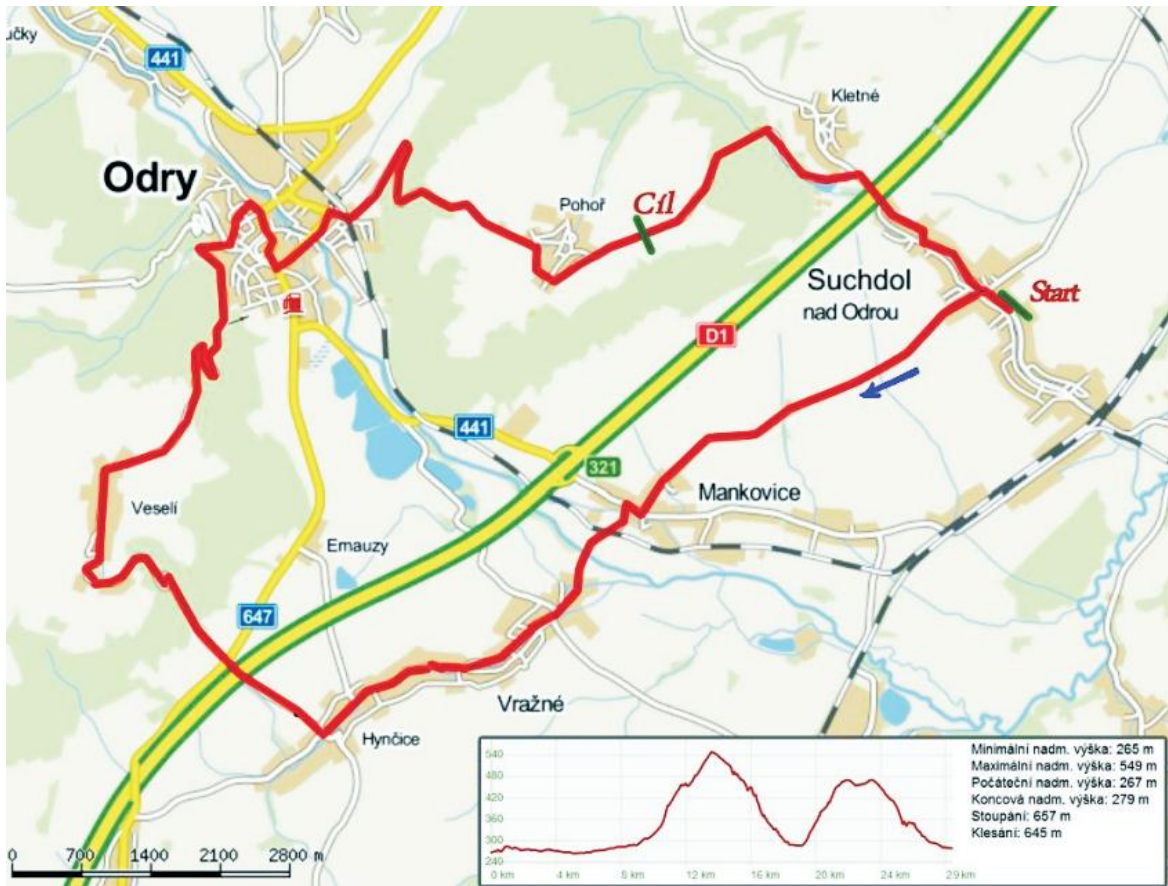 učky
441
Kletné
Odry
Pohoř
Cíl
Suchdol
nad Odrou
Start
D1
441
321
Mankovice
Veselí
Emauzy
647
Vražné
Hynčice
0 700 1400 2100 2800 m
540
480
420
360
300
240
0 km 4 km 8 km 12 km 16 km 20 km 24 km 29 km
Minimální nadm. výška: 265 m
Maximální nadm. výška: 549 m
Počáteční nadm. výška: 267 m
Koncová nadm. výška: 279 m
Stoupání: 657 m
Klesání: 645 m